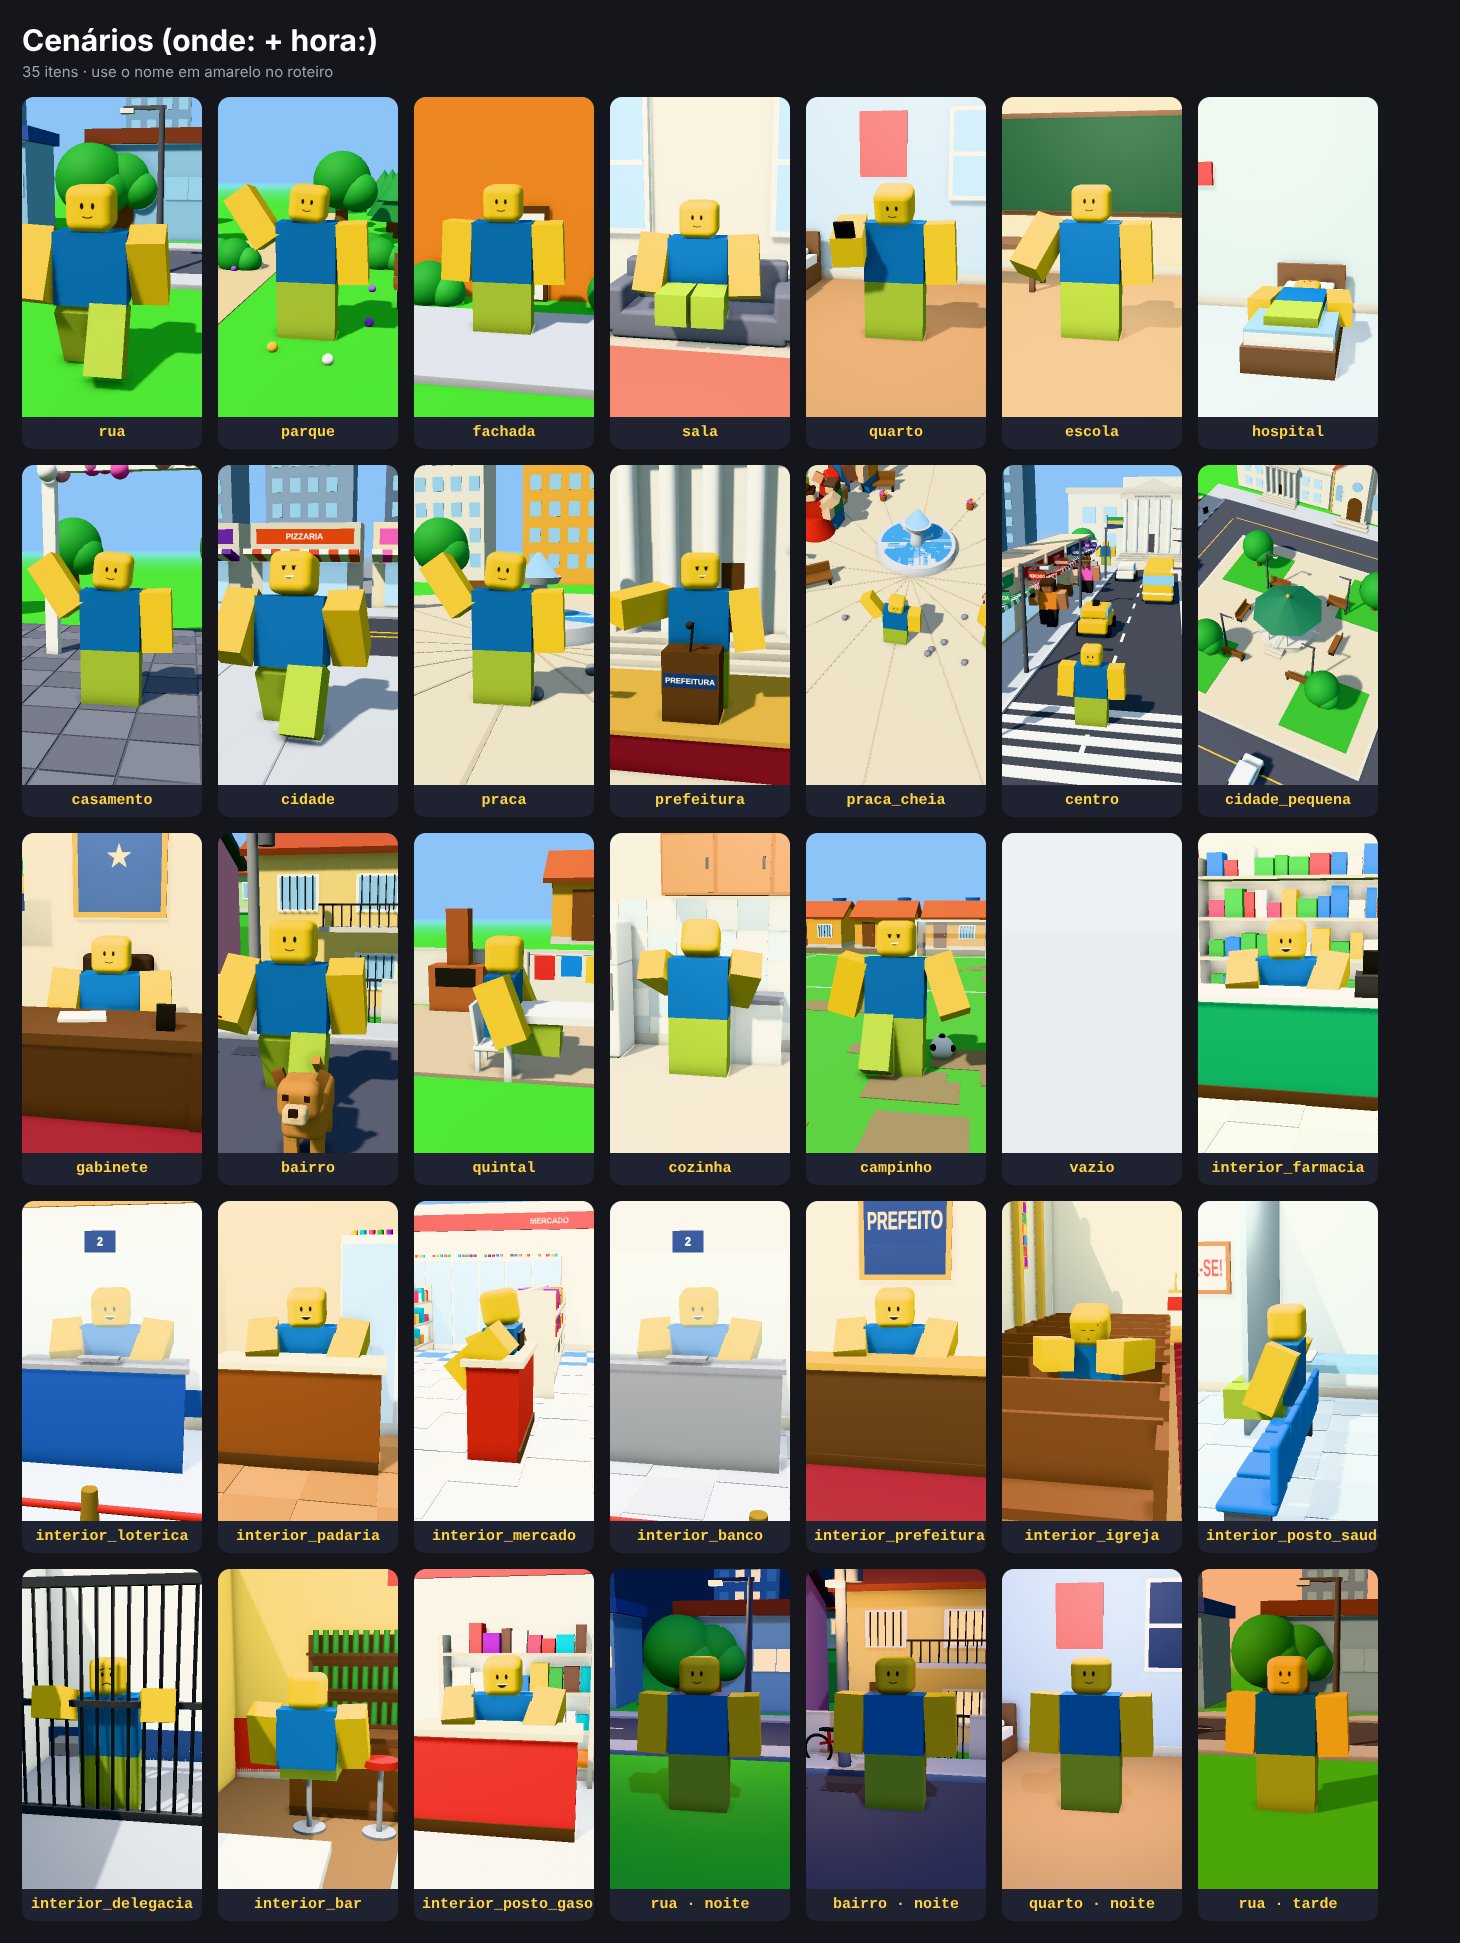 Cenários (onde: + hora:)
35 itens · use o nome em amarelo no roteiro
rua
parque
fachada
sala
quarto
escola
hospital
PIZZARIA
PREFEITURA
casamento
cidade
praca
prefeitura
praca_cheia
centro
cidade_pequena
gabinete
bairro
quintal
cozinha
campinho
vazio
interior_farmacia
2
MERCADO
2
PREFEITO
-SE!
interior_loterica
interior_padaria
interior_mercado
interior_banco
interior_prefeitura
interior_igreja
interior_posto_saud
interior_delegacia
interior_bar
interior_posto_gaso
rua · noite
bairro · noite
quarto · noite
rua · tarde